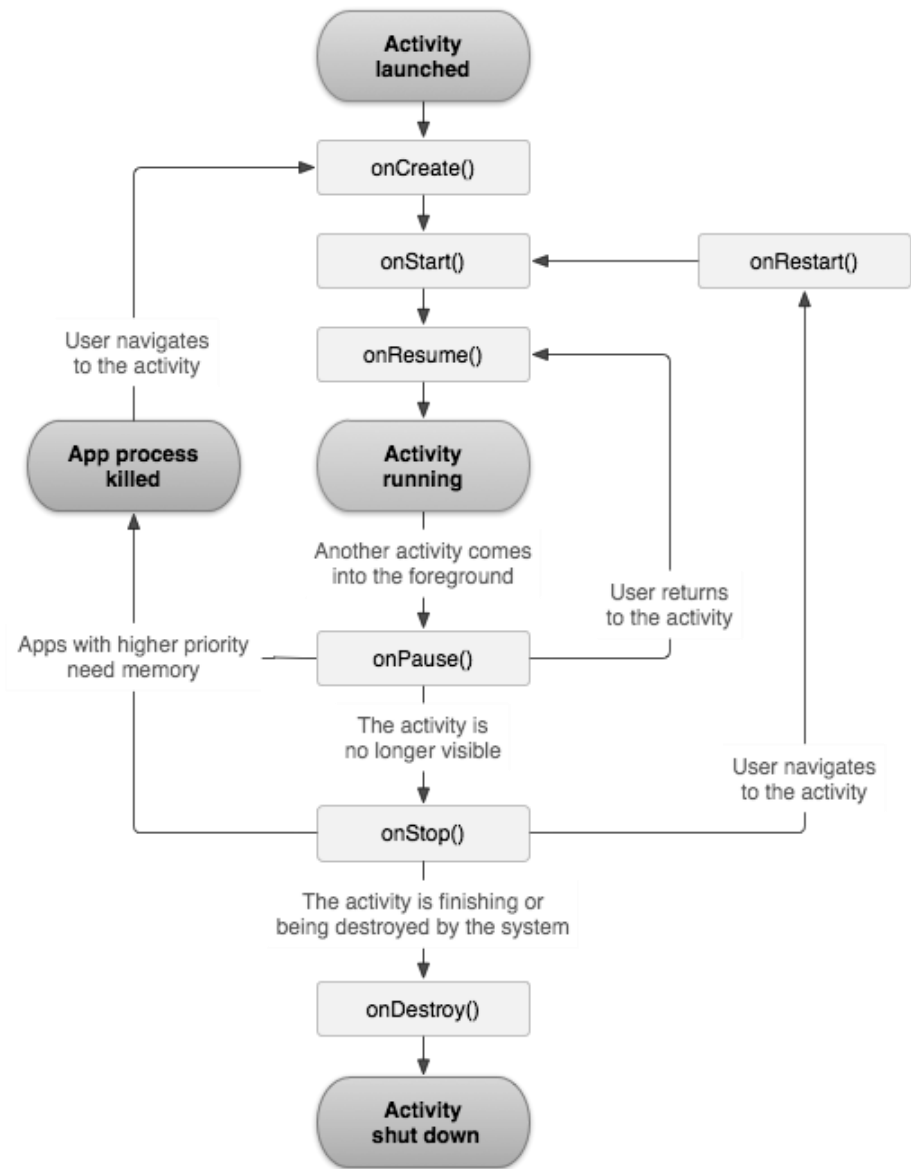 Activity
launched
onCreate()
onStart()
onRestart()
onResume()
User navigates
to the activity
App process
killed
Activity
running
Another activity comes
into the foreground
User returns
to the activity
Apps with higher priority
need memory
onPause()
The activity is
no longer visible
User navigates
to the activity
onStop()
The activity is finishing or
being destroyed by the system
onDestroy()
Activity
shut down